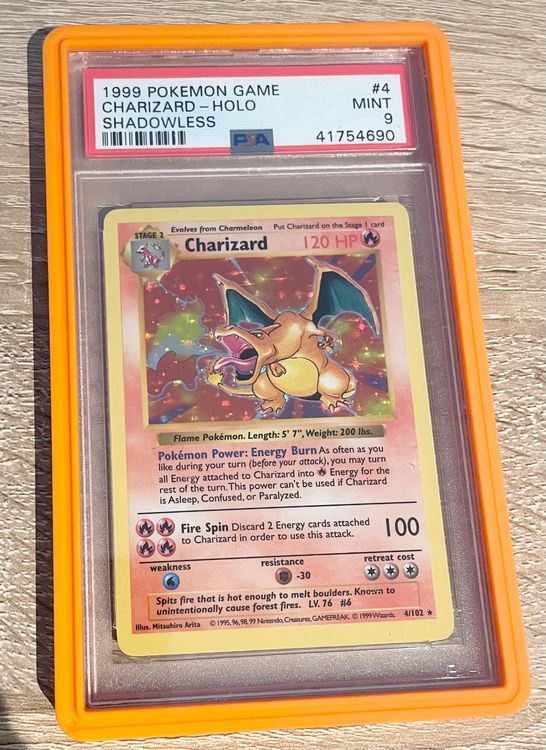 1999 POKEMON GAME #4
CHARIZARD – HOLO MINT
SHADOWLESS 9
PSA 41754690
Evolves from Charmeleon Put Charizard on the Stage 1 card
STAGE 2
Charizard 120 HP
Flame Pokémon. Length: 5' 7", Weight: 200 lbs.
Pokémon Power: Energy Burn As often as you
like during your turn (before your attack), you may turn
all Energy attached to Charizard into Energy for the
rest of the turn. This power can't be used if Charizard
is Asleep, Confused, or Paralyzed.
Fire Spin Discard 2 Energy cards attached
to Charizard in order to use this attack.
100
weakness resistance retreat cost
-30
Spits fire that is hot enough to melt boulders. Known to
unintentionally cause forest fires. LV. 76 #6
Illus. Mitsuhiro Arita © 1995, 96, 98, 99 Nintendo, Creatures, GAMEFREAK. © 1999 Wizards. 4/102 ★